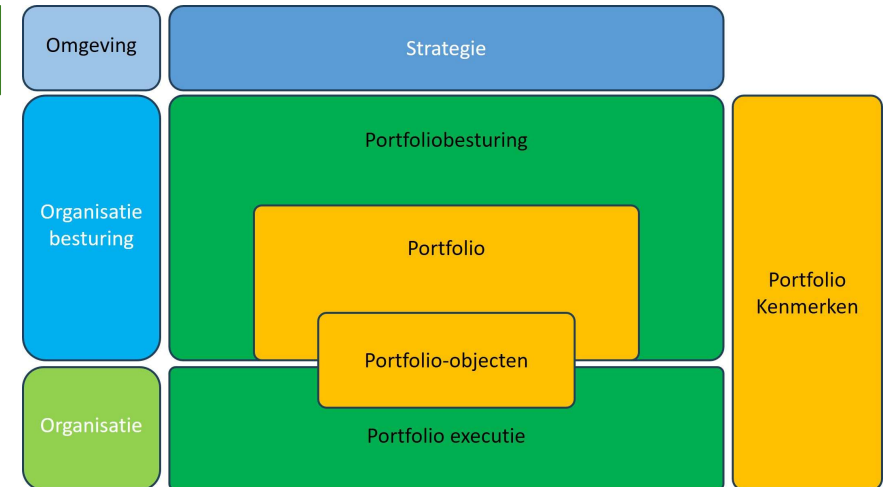 Omgeving
Strategie
Portfoliobesturing
Organisatie
besturing
Portfolio
Portfolio
Kenmerken
Portfolio-objecten
Organisatie
Portfolio executie